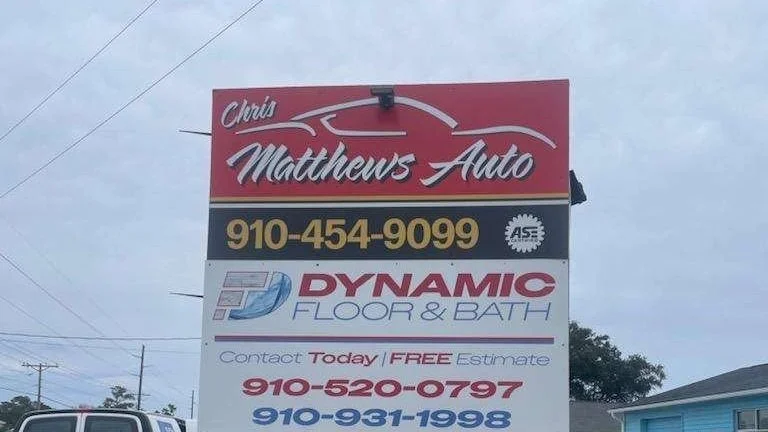 Chris
Matthews Auto
910-454-9099
ASE
CERTIFIED
DYNAMIC
FLOOR & BATH
Contact Today | FREE Estimate
910-520-0797
910-931-1998